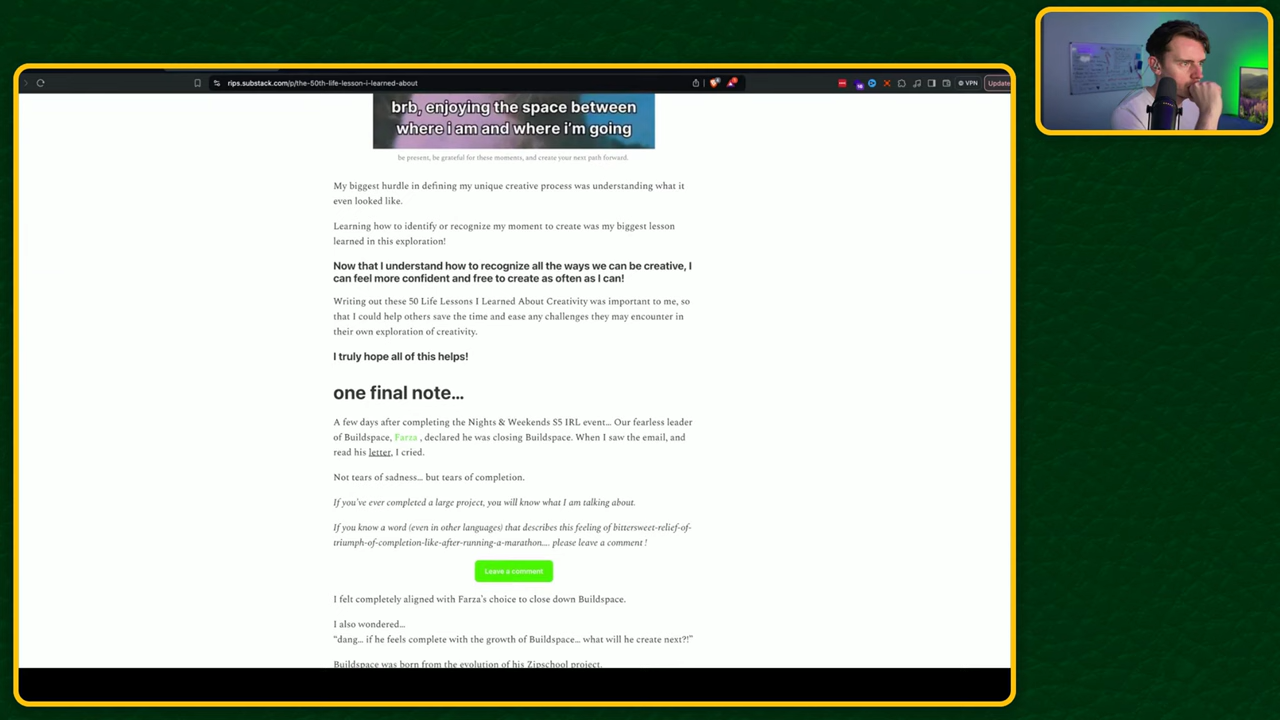 rips.substack.com/p/the-50th-life-lesson-i-learned-about
VPN
Update
brb, enjoying the space between
where i am and where i'm going
be present, be grateful for these moments, and create your next path forward.
My biggest hurdle in defining my unique creative process was understanding what it
even looked like.
Learning how to identify or recognize my moment to create was my biggest lesson
learned in this exploration!
Now that I understand how to recognize all the ways we can be creative, I
can feel more confident and free to create as often as I can!
Writing out these 50 Life Lessons I Learned About Creativity was important to me, so
that I could help others save the time and ease any challenges they may encounter in
their own exploration of creativity.
I truly hope all of this helps!
one final note...
A few days after completing the Nights & Weekends S5 IRL event... Our fearless leader
of Buildspace, Farza , declared he was closing Buildspace. When I saw the email, and
read his letter, I cried.
Not tears of sadness... but tears of completion.
If you've ever completed a large project, you will know what I am talking about.
If you know a word (even in other languages) that describes this feeling of bittersweet-relief-of-
triumph-of-completion-like-after-running-a-marathon.... please leave a comment !
Leave a comment
I felt completely aligned with Farza's choice to close down Buildspace.
I also wondered...
“dang... if he feels complete with the growth of Buildspace... what will he create next?!”
Buildspace was born from the evolution of his Zipschool project.